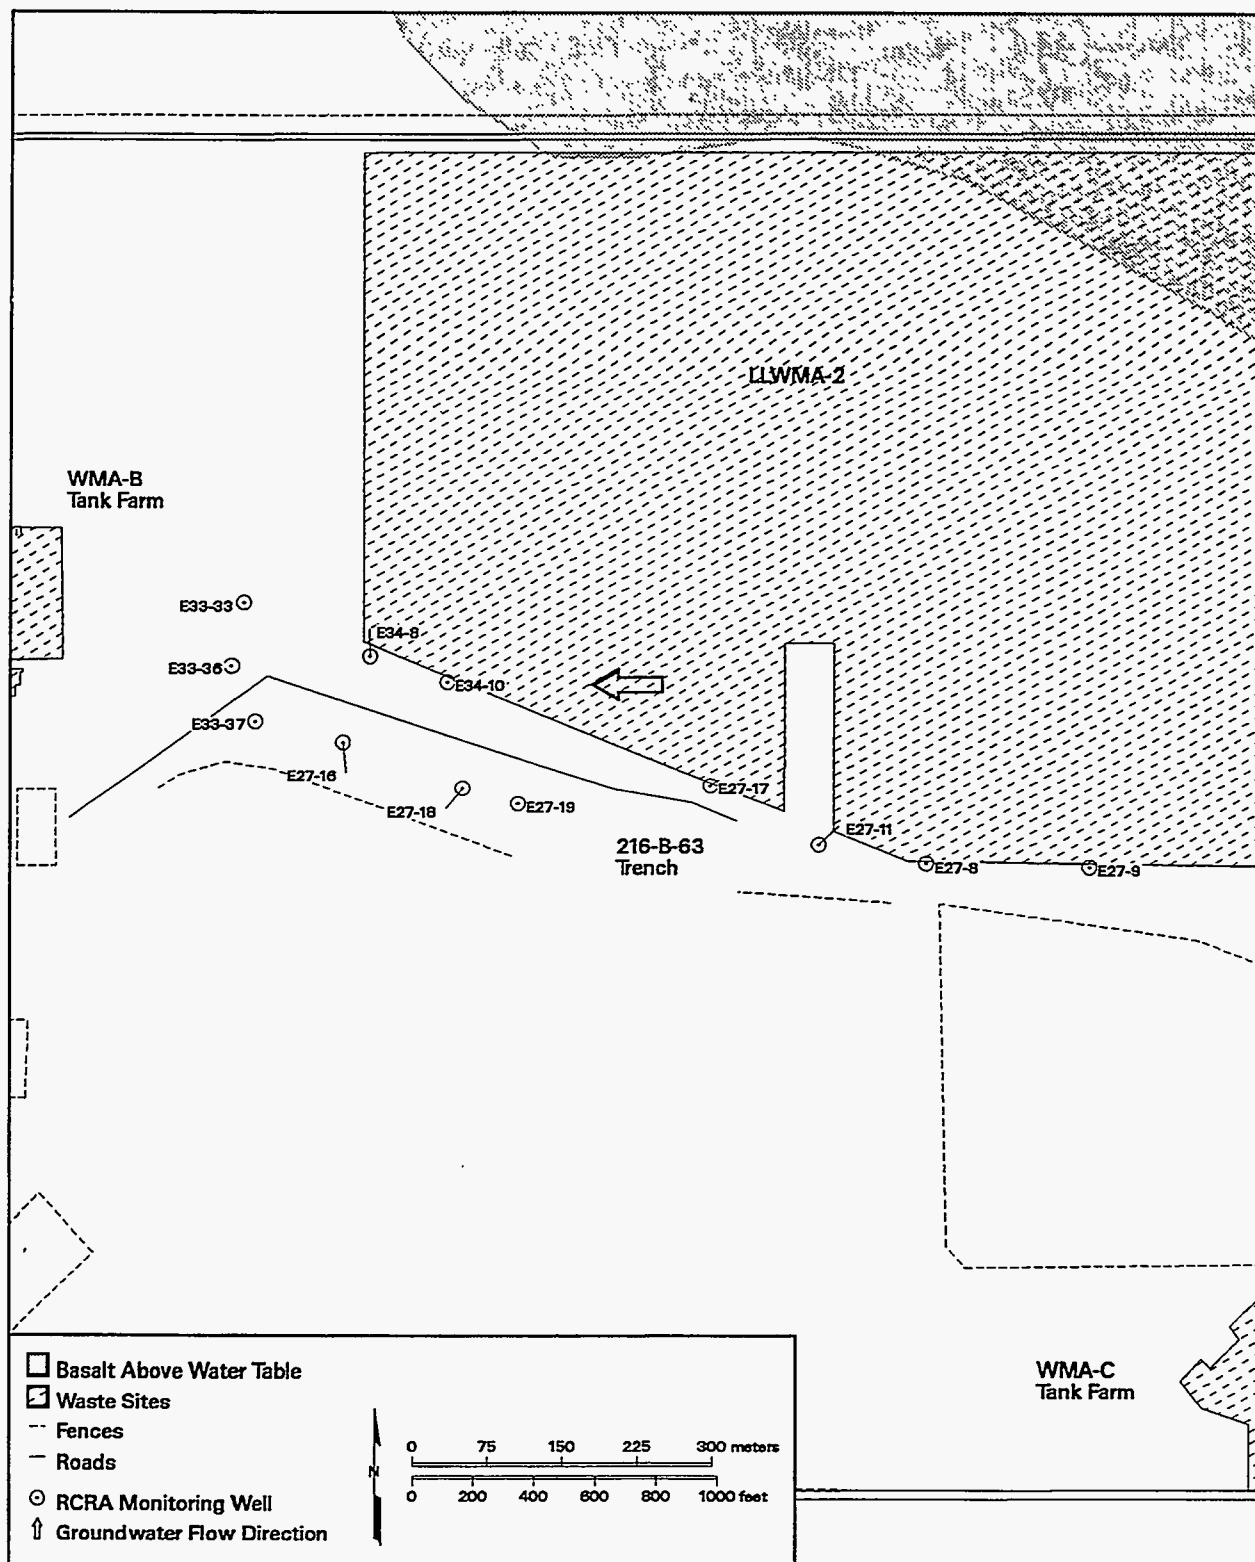 LLWMA-2
WMA-B
Tank Farm
E33-33
E34-8
E33-36
E34-10
E33-37
E27-16
E27-17
E27-18
E27-19
E27-11
216-B-63
Trench
E27-8
E27-9
Basalt Above Water Table
Waste Sites
Fences
Roads
RCRA Monitoring Well
Groundwater Flow Direction
N
0 75 150 225 300 meters
0 200 400 600 800 1000 feet
WMA-C
Tank Farm